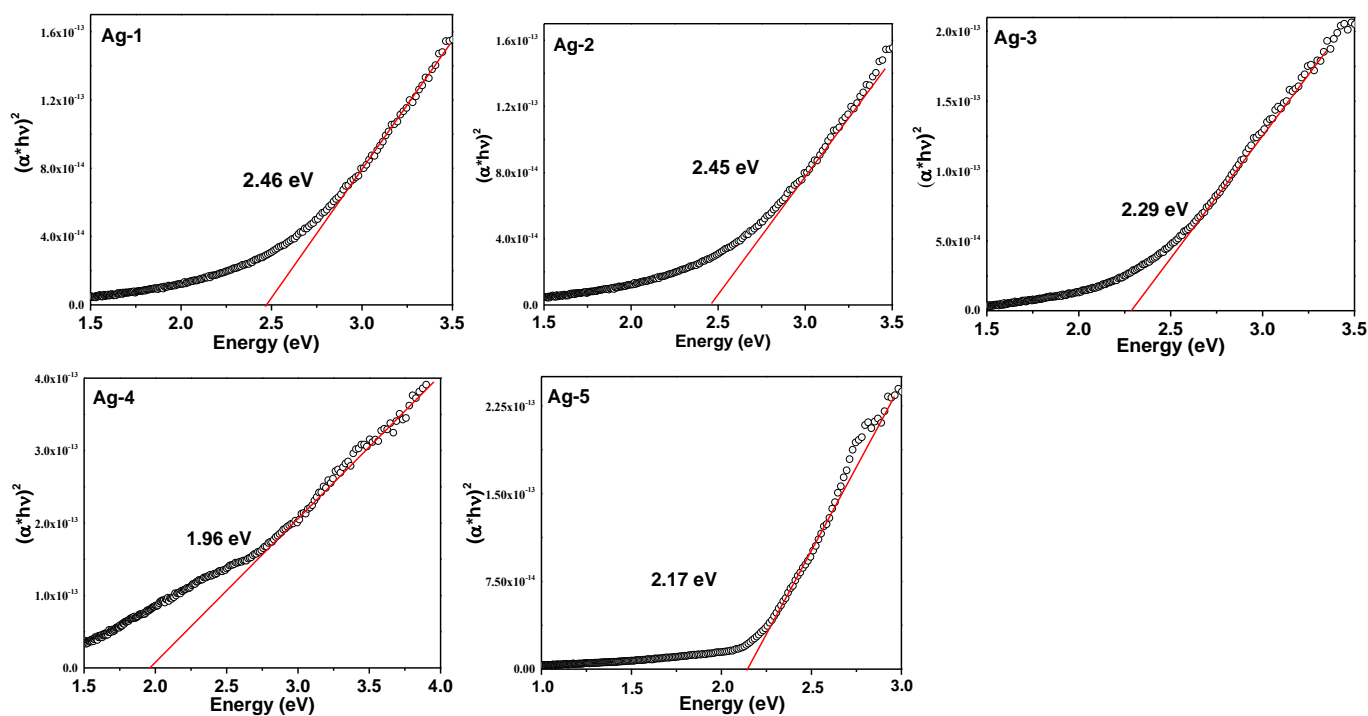 Ag-1
(α*hν)²
1.6x10⁻¹³
1.2x10⁻¹³
8.0x10⁻¹⁴
4.0x10⁻¹⁴
0.0
2.46 eV
1.5 2.0 2.5 3.0 3.5
Energy (eV)
Ag-2
(α*hν)²
1.6x10⁻¹³
1.2x10⁻¹³
8.0x10⁻¹⁴
4.0x10⁻¹⁴
0.0
2.45 eV
1.5 2.0 2.5 3.0 3.5
Energy (eV)
Ag-3
(α*hν)²
2.0x10⁻¹³
1.5x10⁻¹³
1.0x10⁻¹³
5.0x10⁻¹⁴
0.0
2.29 eV
1.5 2.0 2.5 3.0 3.5
Energy (eV)
Ag-4
(α*hν)²
4.0x10⁻¹³
3.0x10⁻¹³
2.0x10⁻¹³
1.0x10⁻¹³
0.0
1.96 eV
1.5 2.0 2.5 3.0 3.5 4.0
Energy (eV)
Ag-5
(α*hν)²
2.25x10⁻¹³
1.50x10⁻¹³
7.50x10⁻¹⁴
0.00
2.17 eV
1.0 1.5 2.0 2.5 3.0
Energy (eV)